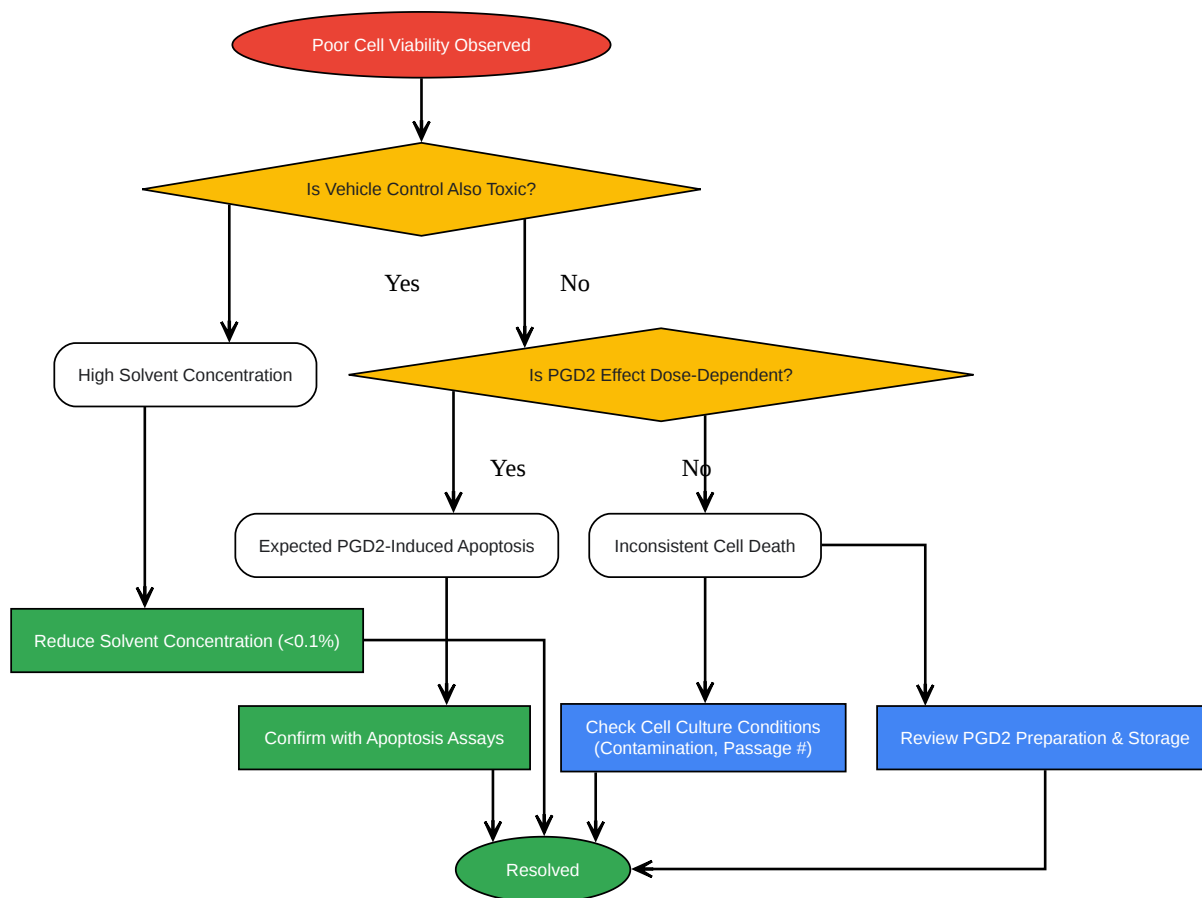 Poor Cell Viability Observed
Is Vehicle Control Also Toxic?
Yes
No
High Solvent Concentration
Is PGD2 Effect Dose-Dependent?
Yes
No
Expected PGD2-Induced Apoptosis
Inconsistent Cell Death
Reduce Solvent Concentration (<0.1%)
Confirm with Apoptosis Assays
Check Cell Culture Conditions
(Contamination, Passage #)
Review PGD2 Preparation & Storage
Resolved